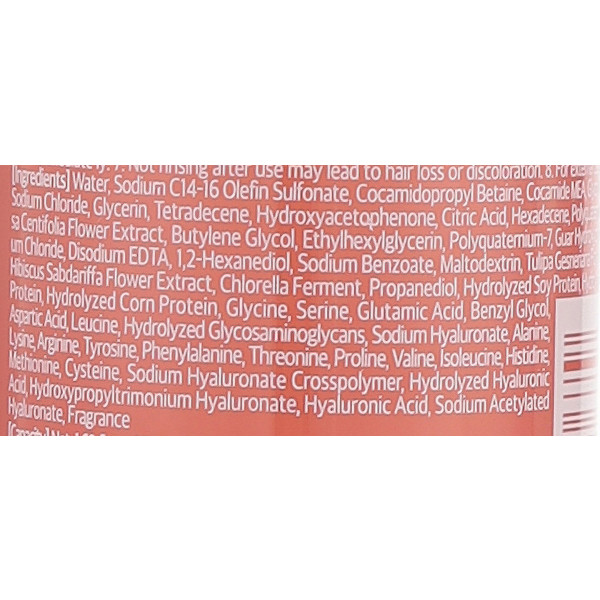 7. Not rinsing after use may lead to hair loss or discoloration. 8. For
[Ingredients] Water, Sodium C14-16 Olefin Sulfonate, Cocamidopropyl Betaine, Cocamide MEA,
Sodium Chloride, Glycerin, Tetradecene, Hydroxyacetophenone, Citric Acid, Hexadecene,
sa Centifolia Flower Extract, Butylene Glycol, Ethylhexylglycerin, Polyquaternium-7, Guar
um Chloride, Disodium EDTA, 1,2-Hexanediol, Sodium Benzoate, Maltodextrin, Tulipa
Hibiscus Sabdariffa Flower Extract, Chlorella Ferment, Propanediol, Hydrolyzed Soy Protein,
Protein, Hydrolyzed Corn Protein, Glycine, Serine, Glutamic Acid, Benzyl Glycol,
Aspartic Acid, Leucine, Hydrolyzed Glycosaminoglycans, Sodium Hyaluronate, Alanine,
Lysine, Arginine, Tyrosine, Phenylalanine, Threonine, Proline, Valine, Isoleucine, Histidine,
Methionine, Cysteine, Sodium Hyaluronate Crosspolymer, Hydrolyzed Hyaluronic
Acid, Hydroxypropyltrimonium Hyaluronate, Hyaluronic Acid, Sodium Acetylated
Hyaluronate, Fragrance